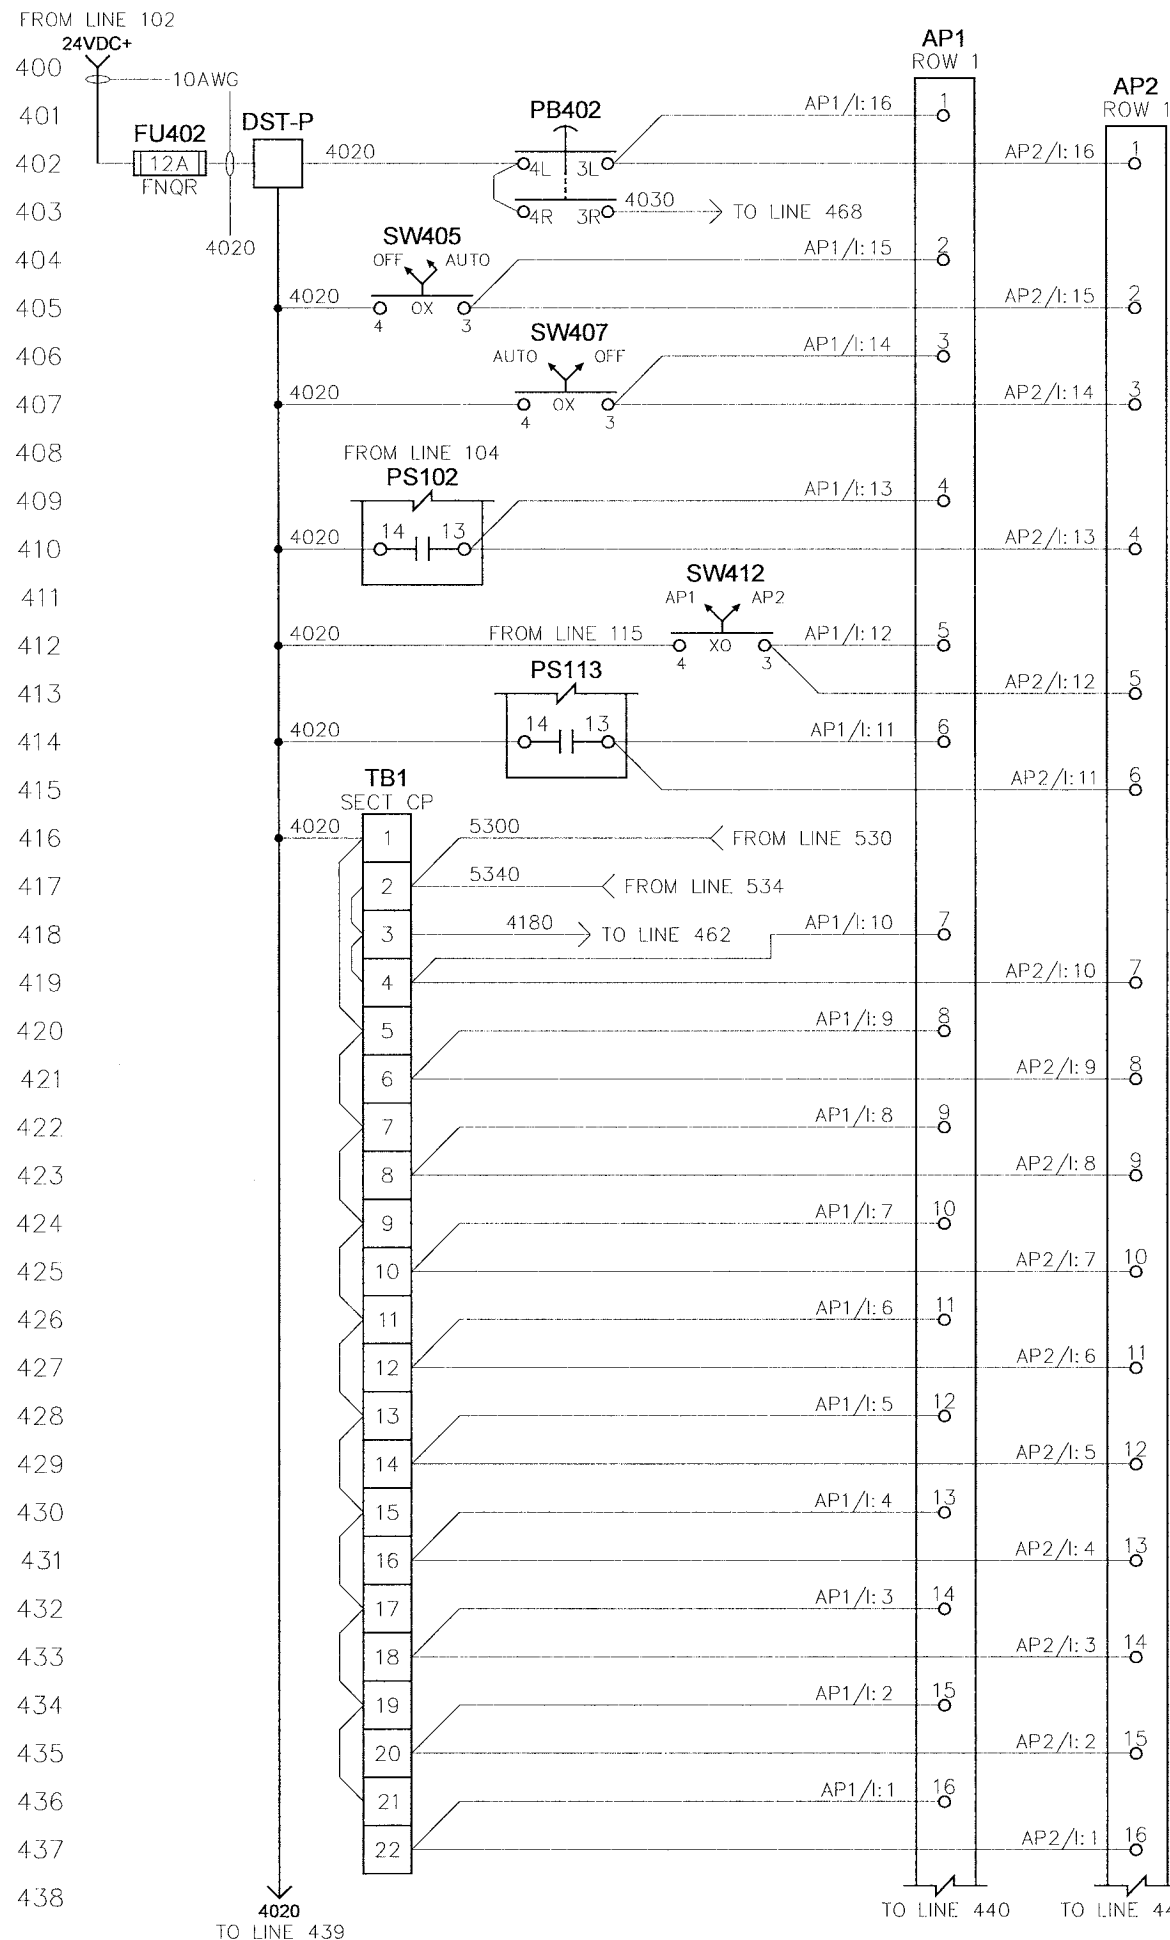 FROM LINE 102
24VDC+
AP1
ROW 1
400
10AWG
AP2
ROW 1
401
FU402
DST-P
PB402
AP1/I:16
1
402
12A
4020
4L
3L
AP2/I:16
1
FNQR
403
4020
4R
3R
4030
TO LINE 468
SW405
404
OFF
AUTO
AP1/I:15
2
405
4020
4
OX
3
AP2/I:15
2
SW407
406
AUTO
OFF
AP1/I:14
3
407
4020
4
OX
3
AP2/I:14
3
408
FROM LINE 104
PS102
409
AP1/I:13
4
410
4020
14
13
AP2/I:13
4
411
SW412
AP1
AP2
412
4020
FROM LINE 115
4
XO
3
AP1/I:12
5
413
PS113
AP2/I:12
5
414
4020
14
13
AP1/I:11
6
415
TB1
SECT CP
AP2/I:11
6
416
4020
1
5300
FROM LINE 530
417
2
5340
FROM LINE 534
418
3
4180
TO LINE 462
AP1/I:10
7
419
4
AP2/I:10
7
420
5
AP1/I:9
8
421
6
AP2/I:9
8
422
7
AP1/I:8
9
423
8
AP2/I:8
9
424
9
AP1/I:7
10
425
10
AP2/I:7
10
426
11
AP1/I:6
11
427
12
AP2/I:6
11
428
13
AP1/I:5
12
429
14
AP2/I:5
12
430
15
AP1/I:4
13
431
16
AP2/I:4
13
432
17
AP1/I:3
14
433
18
AP2/I:3
14
434
19
AP1/I:2
15
435
20
AP2/I:2
15
436
21
AP1/I:1
16
437
22
AP2/I:1
16
438
4020
TO LINE 439
TO LINE 440
TO LINE